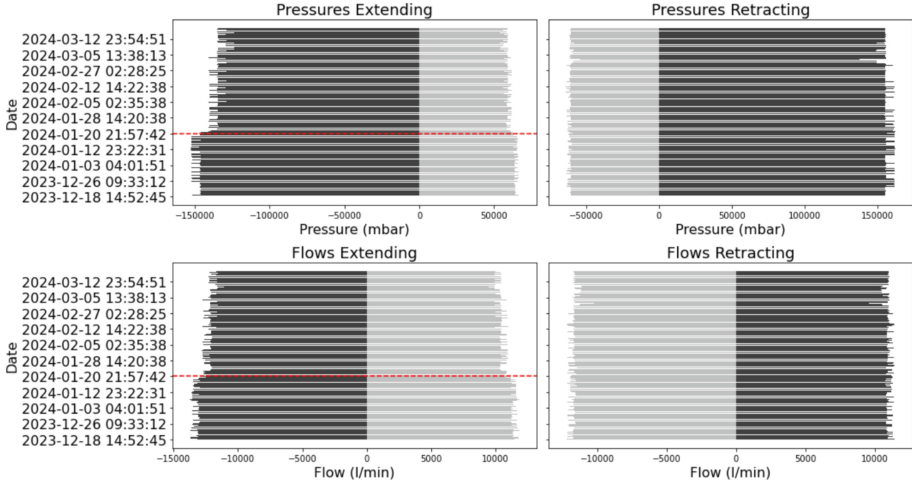 Pressures Extending
Pressures Retracting
Date
2024-03-12 23:54:51
2024-03-05 13:38:13
2024-02-27 02:28:25
2024-02-12 14:22:38
2024-02-05 02:35:38
2024-01-28 14:20:38
2024-01-20 21:57:42
2024-01-12 23:22:31
2024-01-03 04:01:51
2023-12-26 09:33:12
2023-12-18 14:52:45
−150000 −100000 −50000 0 50000
−50000 0 50000 100000 150000
Pressure (mbar)
Pressure (mbar)
Flows Extending
Flows Retracting
Date
2024-03-12 23:54:51
2024-03-05 13:38:13
2024-02-27 02:28:25
2024-02-12 14:22:38
2024-02-05 02:35:38
2024-01-28 14:20:38
2024-01-20 21:57:42
2024-01-12 23:22:31
2024-01-03 04:01:51
2023-12-26 09:33:12
2023-12-18 14:52:45
−15000 −10000 −5000 0 5000 10000
−10000 −5000 0 5000 10000
Flow (l/min)
Flow (l/min)